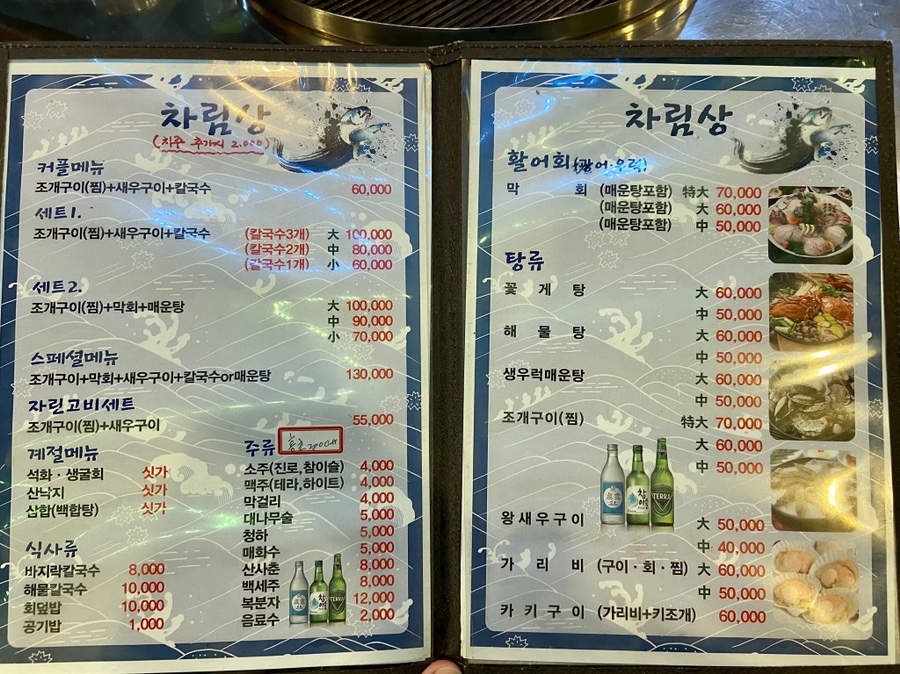 차림상
(차주 추가시 2,000)
커플메뉴
조개구이(찜)+새우구이+칼국수 60,000
세트1.
조개구이(찜)+새우구이+칼국수 (칼국수3개) 大 100,000
(칼국수2개) 中 80,000
(칼국수1개) 小 60,000
세트2.
조개구이(찜)+막회+매운탕 大 100,000
中 90,000
小 70,000
스페셜메뉴
조개구이+막회+새우구이+칼국수or매운탕 130,000
자린고비세트
조개구이(찜)+새우구이 55,000
계절메뉴
석화·생굴회 싯가
산낙지 싯가
삼합(백합탕) 싯가
식사류
바지락칼국수 8,000
해물칼국수 10,000
회덮밥 10,000
공기밥 1,000
주류
소주(진로,참이슬) 4,000
맥주(테라,하이트) 4,000
막걸리 4,000
대나무술 5,000
청하 5,000
매화수 5,000
산사춘 8,000
백세주 8,000
복분자 12,000
음료수 2,000
차림상
활어회(광어·우럭)
막회 (매운탕포함) 特大 70,000
(매운탕포함) 大 60,000
(매운탕포함) 中 50,000
탕류
꽃게탕 大 60,000
中 50,000
해물탕 大 60,000
中 50,000
생우럭매운탕 大 60,000
中 50,000
조개구이(찜) 특大 70,000
大 60,000
中 50,000
TERRA
왕새우구이 大 50,000
中 40,000
가리비 (구이·회·찜) 大 60,000
中 50,000
카키구이 (가리비+키조개) 60,000